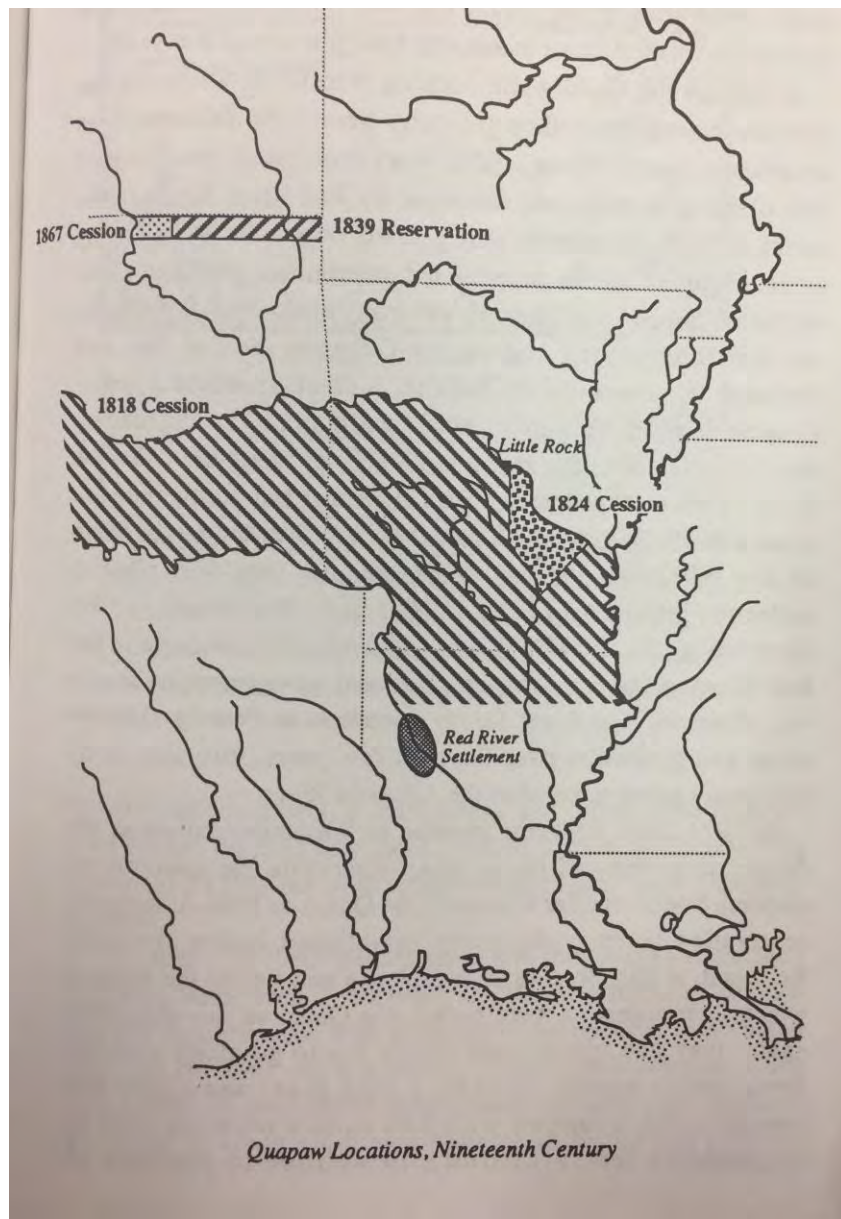 1867 Cession
1839 Reservation
1818 Cession
Little Rock
1824 Cession
Red River
Settlement
Quapaw Locations, Nineteenth Century